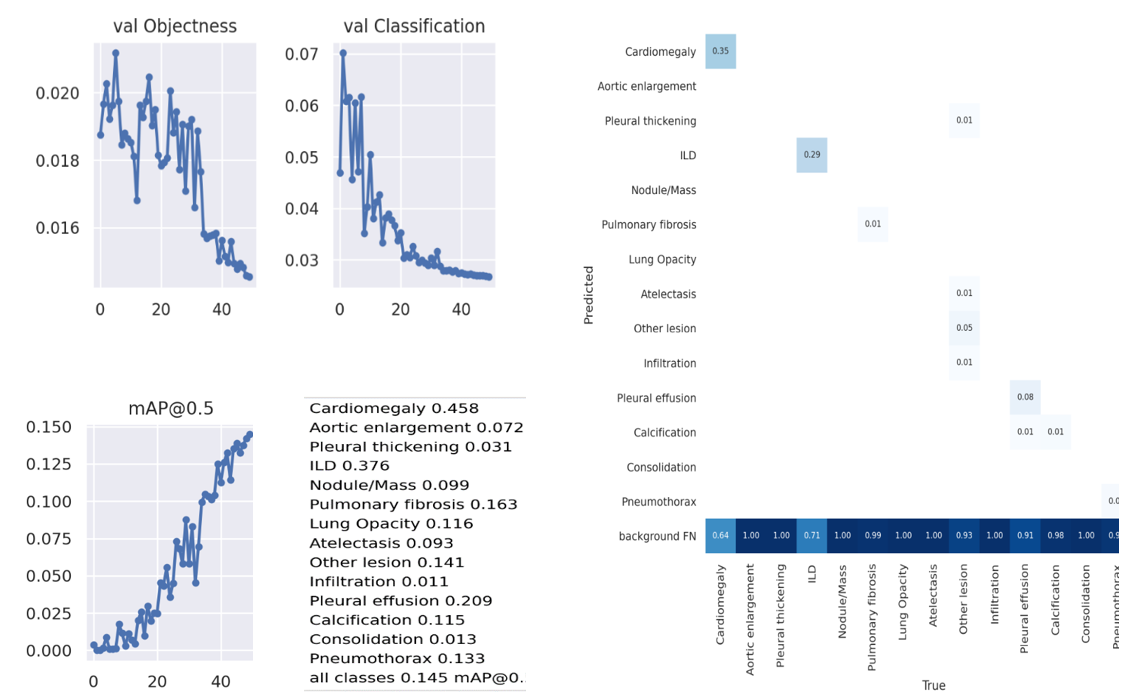 val Objectness
0.020
0.018
0.016
0
20
40
val Classification
0.07
0.06
0.05
0.04
0.03
0
20
40
mAP@0.5
0.150
0.125
0.100
0.075
0.050
0.025
0.000
0
20
40
Cardiomegaly 0.458
Aortic enlargement 0.072
Pleural thickening 0.031
ILD 0.376
Nodule/Mass 0.099
Pulmonary fibrosis 0.163
Lung Opacity 0.116
Atelectasis 0.093
Other lesion 0.141
Infiltration 0.011
Pleural effusion 0.209
Calcification 0.115
Consolidation 0.013
Pneumothorax 0.133
all classes 0.145 mAP@0.
Predicted
Cardiomegaly 0.35
Aortic enlargement
Pleural thickening 0.01
ILD 0.29
Nodule/Mass
Pulmonary fibrosis 0.01
Lung Opacity
Atelectasis 0.01
Other lesion 0.05
Infiltration 0.01
Pleural effusion 0.08
Calcification 0.01 0.01
Consolidation
Pneumothorax 0.0
background FN 0.64 1.00 1.00 0.71 1.00 0.99 1.00 1.00 0.93 1.00 0.91 0.98 1.00 0.9
Cardiomegaly
Aortic enlargement
Pleural thickening
ILD
Nodule/Mass
Pulmonary fibrosis
Lung Opacity
Atelectasis
Other lesion
Infiltration
Pleural effusion
Calcification
Consolidation
Pneumothorax
True